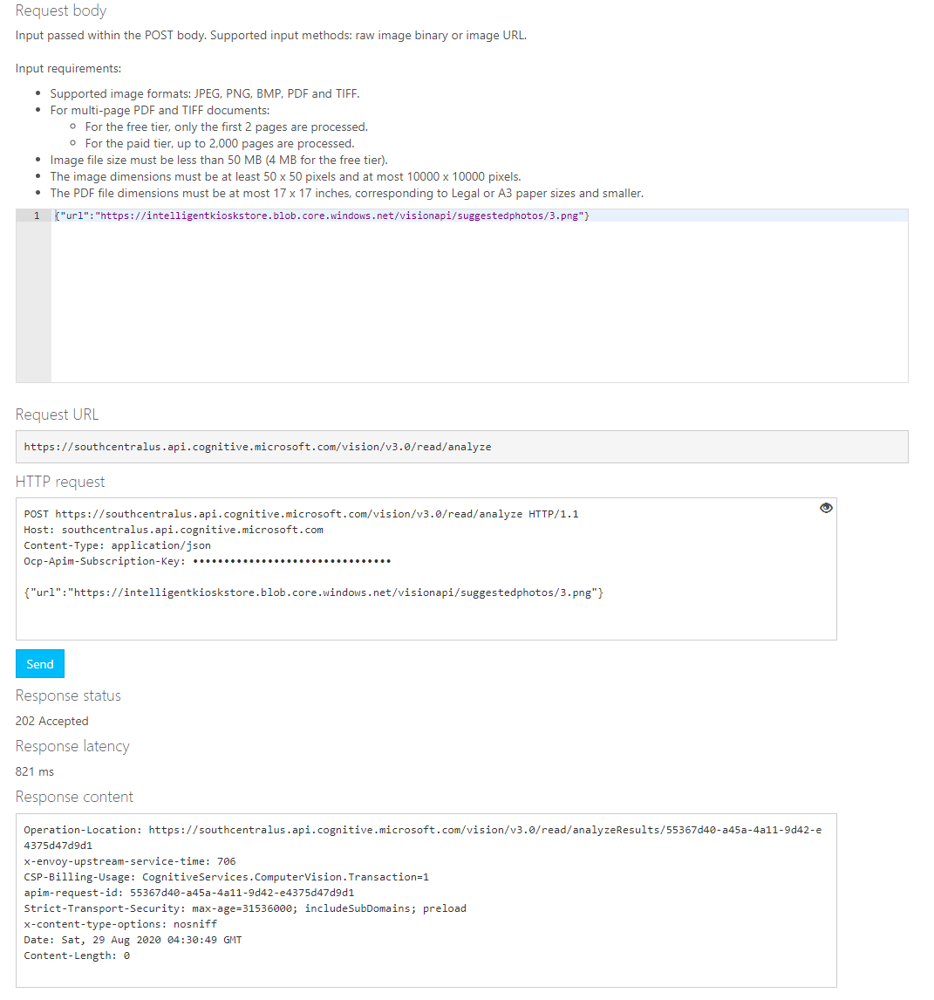 Request body
Input passed within the POST body. Supported input methods: raw image binary or image URL.
Input requirements:
• Supported image formats: JPEG, PNG, BMP, PDF and TIFF.
• For multi-page PDF and TIFF documents:
○ For the free tier, only the first 2 pages are processed.
○ For the paid tier, up to 2,000 pages are processed.
• Image file size must be less than 50 MB (4 MB for the free tier).
• The image dimensions must be at least 50 x 50 pixels and at most 10000 x 10000 pixels.
• The PDF file dimensions must be at most 17 x 17 inches, corresponding to Legal or A3 paper sizes and smaller.
1 {"url":"https://intelligentkioskstore.blob.core.windows.net/visionapi/suggestedphotos/3.png"}
Request URL
https://southcentralus.api.cognitive.microsoft.com/vision/v3.0/read/analyze
HTTP request
POST https://southcentralus.api.cognitive.microsoft.com/vision/v3.0/read/analyze HTTP/1.1
Host: southcentralus.api.cognitive.microsoft.com
Content-Type: application/json
Ocp-Apim-Subscription-Key: ••••••••••••••••••••••••••••••••
{"url":"https://intelligentkioskstore.blob.core.windows.net/visionapi/suggestedphotos/3.png"}
Send
Response status
202 Accepted
Response latency
821 ms
Response content
Operation-Location: https://southcentralus.api.cognitive.microsoft.com/vision/v3.0/read/analyzeResults/55367d40-a45a-4a11-9d42-e
4375d47d9d1
x-envoy-upstream-service-time: 706
CSP-Billing-Usage: CognitiveServices.ComputerVision.Transaction=1
apim-request-id: 55367d40-a45a-4a11-9d42-e4375d47d9d1
Strict-Transport-Security: max-age=31536000; includeSubDomains; preload
x-content-type-options: nosniff
Date: Sat, 29 Aug 2020 04:30:49 GMT
Content-Length: 0